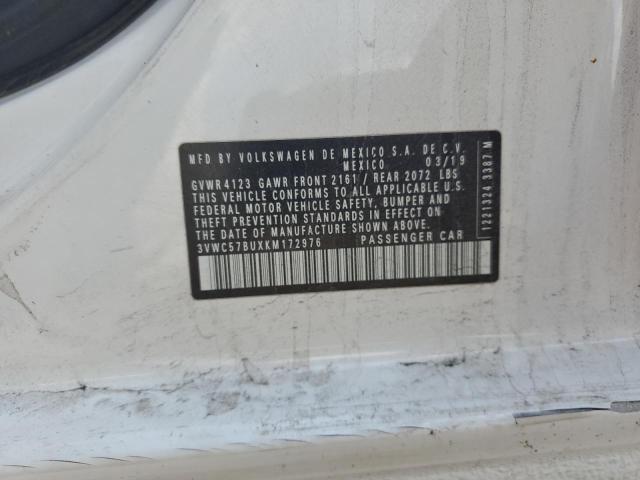 MFD BY VOLKSWAGEN DE MEXICO S.A. DE C.V.
MEXICO 03/19
GVWR 4123 GAWR FRONT 2161 / REAR 2072 LBS
THIS VEHICLE CONFORMS TO ALL APPLICABLE U.S.
FEDERAL MOTOR VEHICLE SAFETY, BUMPER AND
THEFT PREVENTION STANDARDS IN EFFECT ON THE
DATE OF MANUFACTURE SHOWN ABOVE.
3VWC57BUXKM172976 PASSENGER CAR
1221324 3387 M